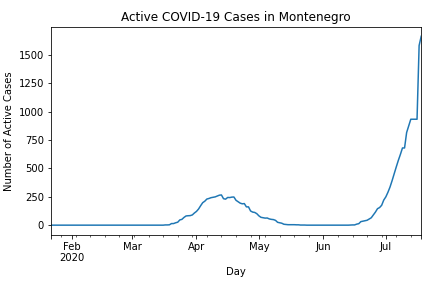 Active COVID-19 Cases in Montenegro
Number of Active Cases
1500
1250
1000
750
500
250
0
Feb Mar Apr May Jun Jul
2020
Day